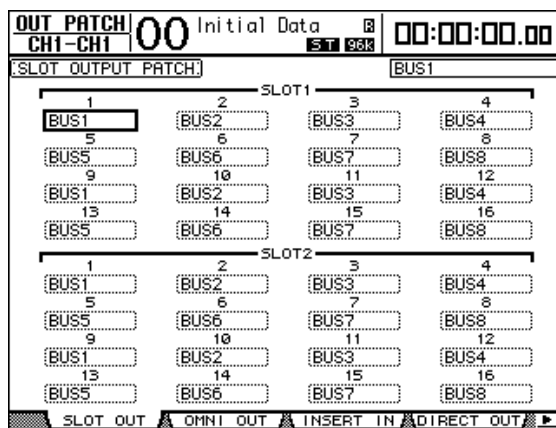 OUT PATCH
CH1-CH1
00 Initial Data R
ST 96k
00:00:00.00
SLOT OUTPUT PATCH
BUS1
SLOT1
1 2 3 4
BUS1 BUS2 BUS3 BUS4
5 6 7 8
BUS5 BUS6 BUS7 BUS8
9 10 11 12
BUS1 BUS2 BUS3 BUS4
13 14 15 16
BUS5 BUS6 BUS7 BUS8
SLOT2
1 2 3 4
BUS1 BUS2 BUS3 BUS4
5 6 7 8
BUS5 BUS6 BUS7 BUS8
9 10 11 12
BUS1 BUS2 BUS3 BUS4
13 14 15 16
BUS5 BUS6 BUS7 BUS8
SLOT OUT OMNI OUT INSERT IN DIRECT OUT